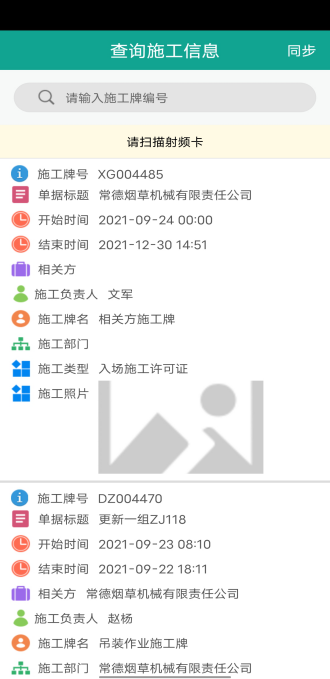 查询施工信息 同步
请输入施工牌编号
请扫描射频卡
施工牌号 XG004485
单据标题 常德烟草机械有限责任公司
开始时间 2021-09-24 00:00
结束时间 2021-12-30 14:51
相关方
施工负责人 文军
施工牌名 相关方施工牌
施工部门
施工类型 入场施工许可证
施工照片
施工牌号 DZ004470
单据标题 更新一组ZJ118
开始时间 2021-09-23 08:10
结束时间 2021-09-22 18:11
相关方 常德烟草机械有限责任公司
施工负责人 赵杨
施工牌名 吊装作业施工牌
施工部门 常德烟草机械有限责任公司